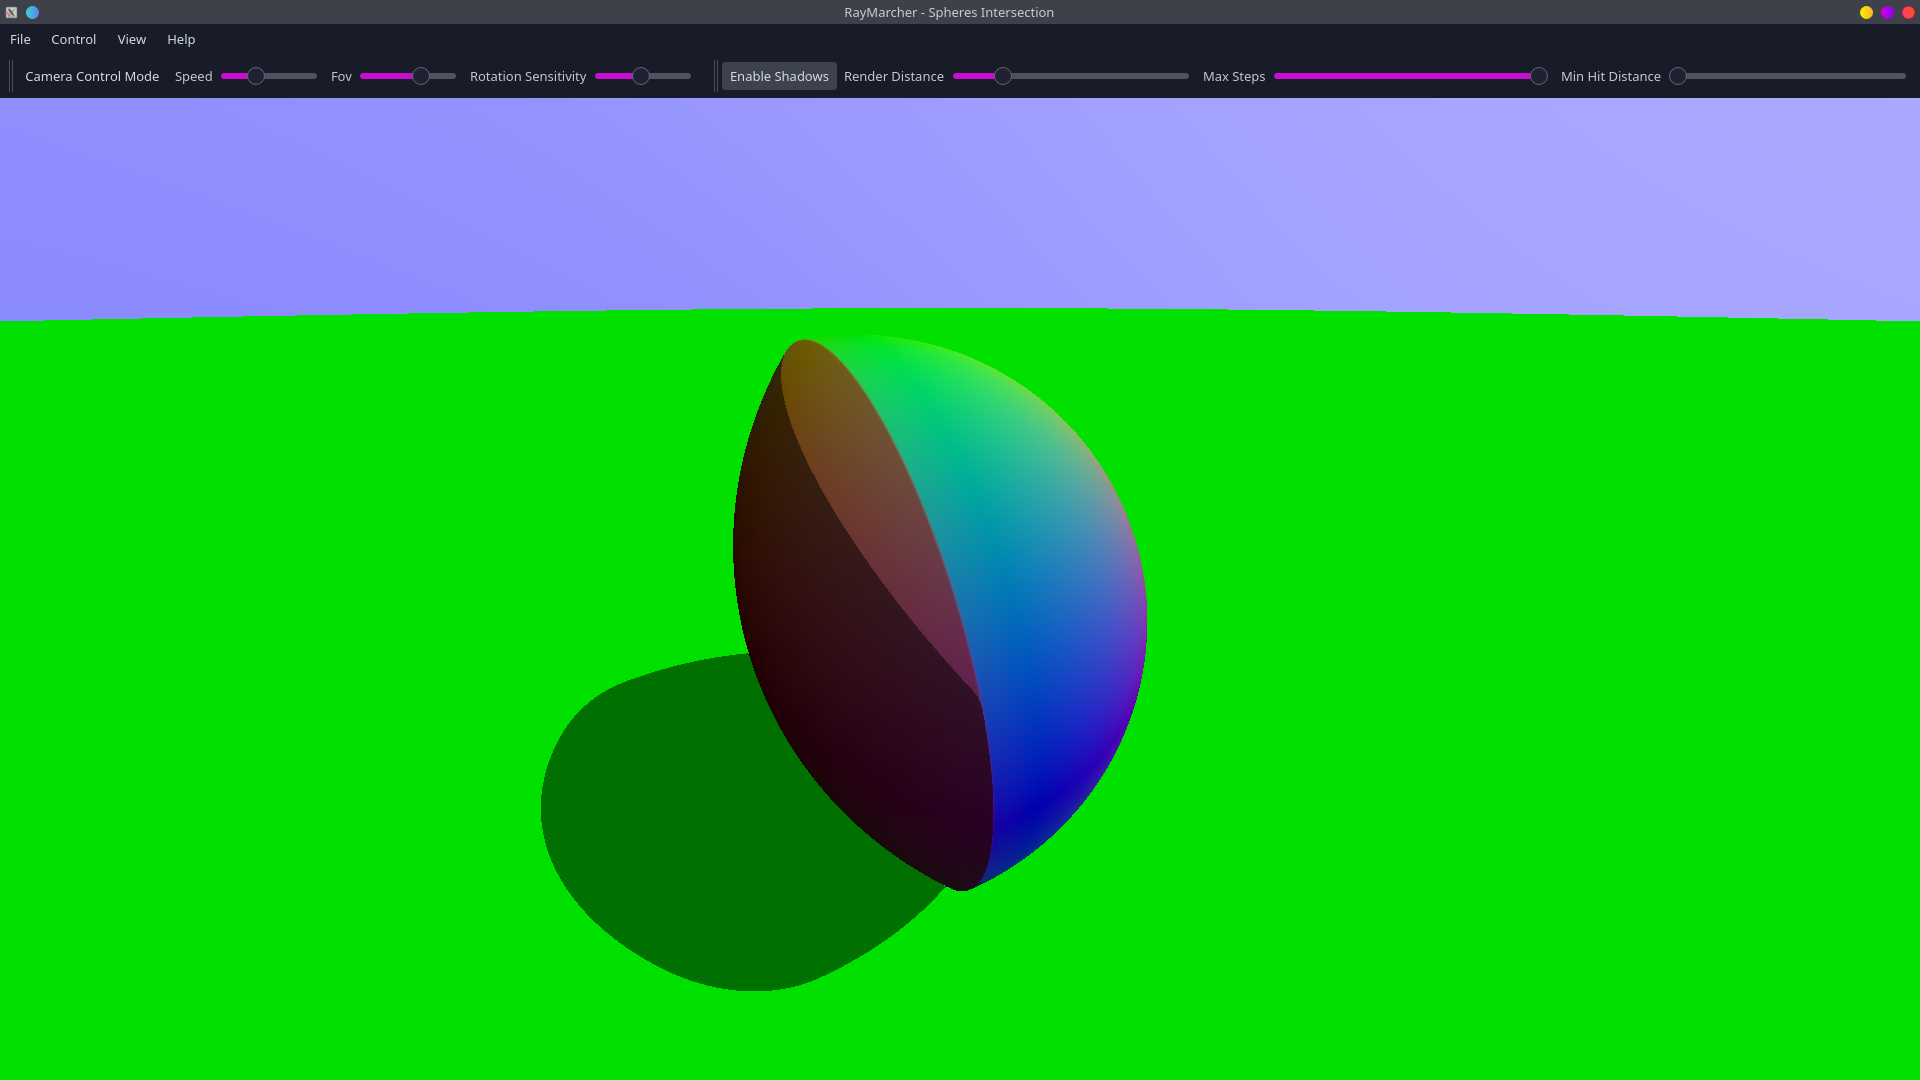 RayMarcher - Spheres Intersection
File Control View Help
Camera Control Mode Speed Fov Rotation Sensitivity Enable Shadows Render Distance Max Steps Min Hit Distance